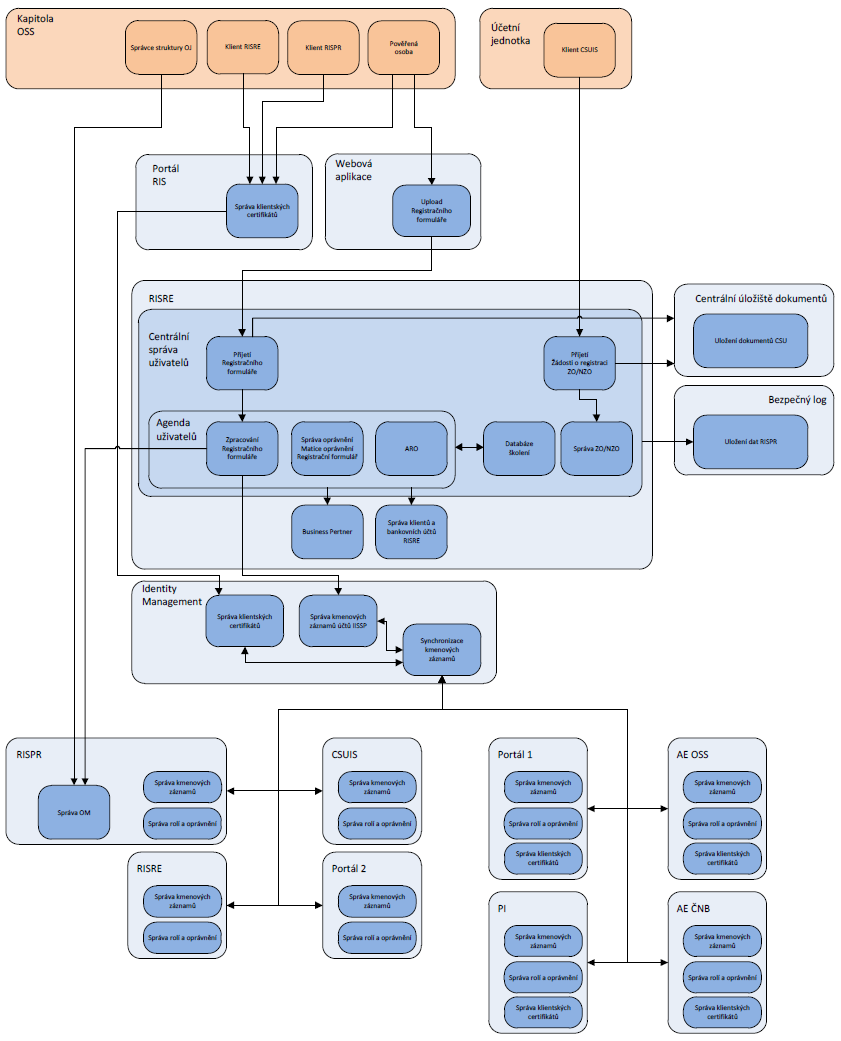 Kapitola
OSS
Správce struktury OJ
Klient RISRE
Klient RISPR
Pověřená
osoba
Účetní
jednotka
Klient CSUIS
Portál
RIS
Správa klientských
certifikátů
Webová
aplikace
Upload
Registračního
formuláře
RISRE
Centrální
správa
uživatelů
Přijetí
Registračního
formuláře
Přijetí
Žádosti o registraci
ZO/NZO
Centrální úložiště dokumentů
Uložení dokumentů CSU
Bezpečný log
Uložení dat RISPR
Agenda
uživatelů
Zpracování
Registračního
formuláře
Správa oprávnění
Matice oprávnění
Registrační formulář
ARO
Databáze
školení
Správa ZO/NZO
Business Pertner
Správa klientů a
bankovních účtů
RISRE
Identity
Management
Správa klientských
certifikátů
Správa kmenových
záznamů účtů IISSP
Synchronizace
kmenových
záznamů
RISPR
Správa OM
Správa kmenových
záznamů
Správa rolí a oprávnění
CSUIS
Správa kmenových
záznamů
Správa rolí a oprávnění
Portál 1
Správa kmenových
záznamů
Správa rolí a oprávnění
Správa klientských
certifikátů
AE OSS
Správa kmenových
záznamů
Správa rolí a oprávnění
Správa klientských
certifikátů
RISRE
Správa kmenových
záznamů
Správa rolí a oprávnění
Portál 2
Správa kmenových
záznamů
Správa rolí a oprávnění
PI
Správa kmenových
záznamů
Správa rolí a oprávnění
Správa klientských
certifikátů
AE ČNB
Správa kmenových
záznamů
Správa rolí a oprávnění
Správa klientských
certifikátů